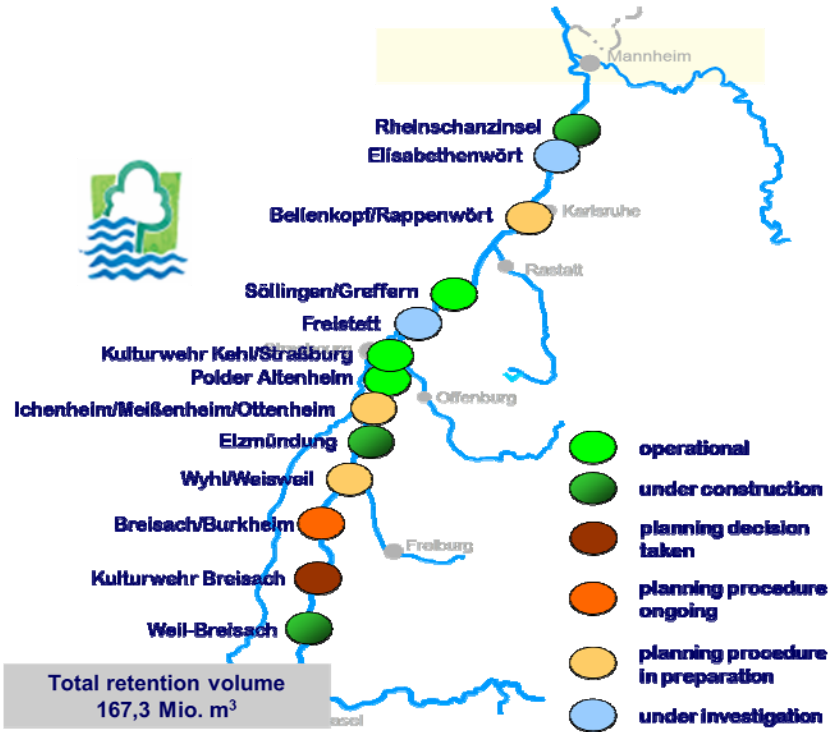 Mannheim
Rheinschanzinsel
Elisabethenwört
Bellenkopf/Rappenwört
Karlsruhe
Rastatt
Söllingen/Greffern
Freistett
Kulturwehr Kehl/Straßburg
Polder Altenheim
Offenburg
Ichenheim/Meißenheim/Ottenheim
Elzmündung
Wyhl/Weisweil
Breisach/Burkheim
Freiburg
Kulturwehr Breisach
Weil-Breisach
operational
under construction
planning decision
taken
planning procedure
ongoing
planning procedure
in preparation
under investigation
Total retention volume
167,3 Mio. m³